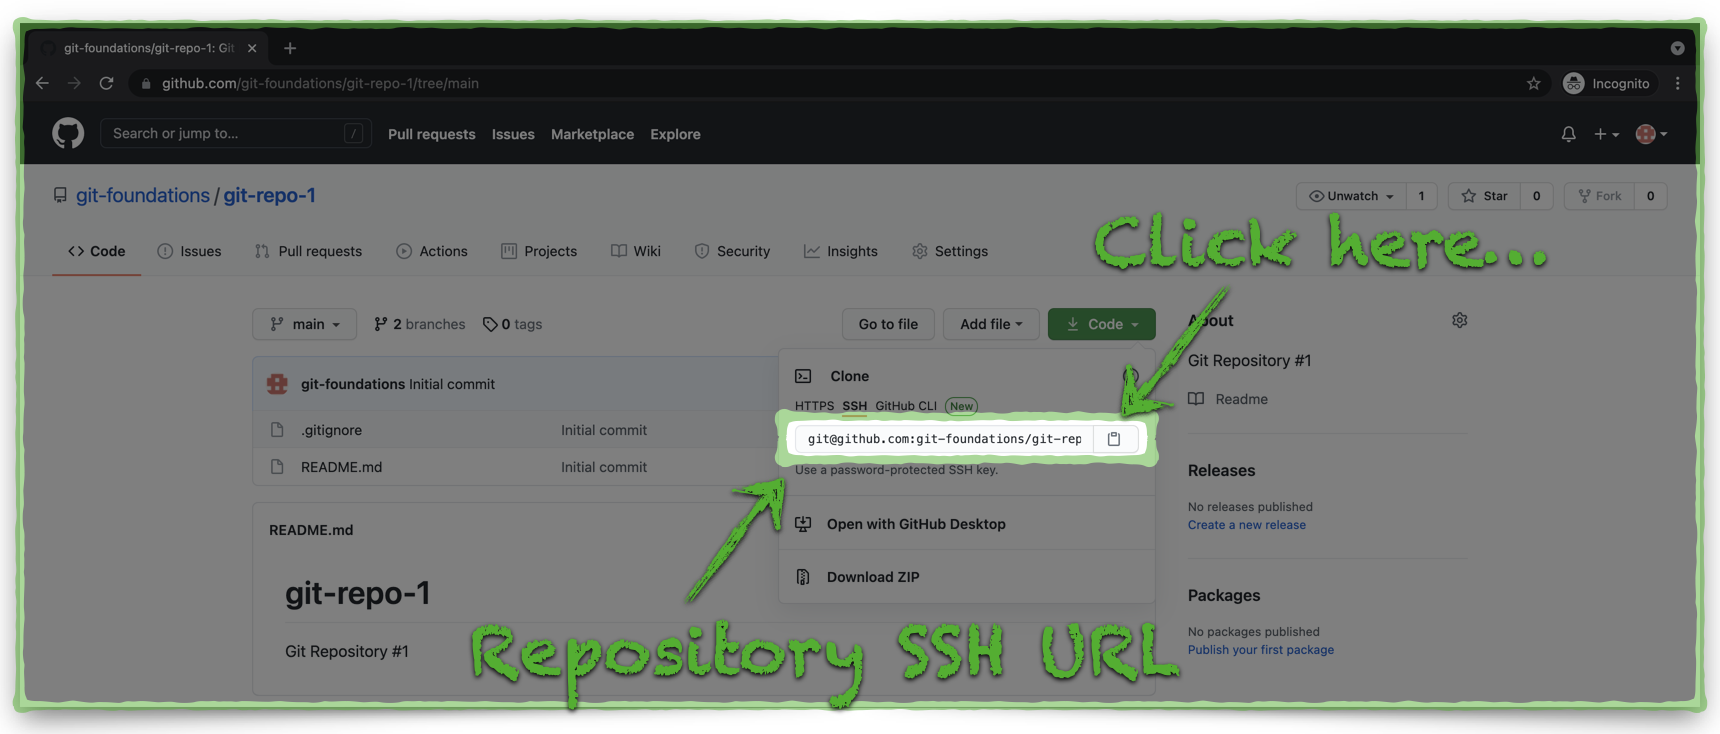 git-foundations/git-repo-1: Git
github.com/git-foundations/git-repo-1/tree/main
Incognito
Search or jump to...
/
Pull requests Issues Marketplace Explore
git-foundations / git-repo-1
Unwatch 1 Star 0 Fork 0
Code Issues Pull requests Actions Projects Wiki Security Insights Settings
Click here...
main 2 branches 0 tags
Go to file Add file Code
About
Git Repository #1
Readme
git-foundations Initial commit
.gitignore Initial commit
README.md Initial commit
Clone
HTTPS SSH GitHub CLI New
git@github.com:git-foundations/git-rep
Use a password-protected SSH key.
Open with GitHub Desktop
Download ZIP
Releases
No releases published
Create a new release
Packages
No packages published
Publish your first package
README.md
git-repo-1
Git Repository #1
Repository SSH URL